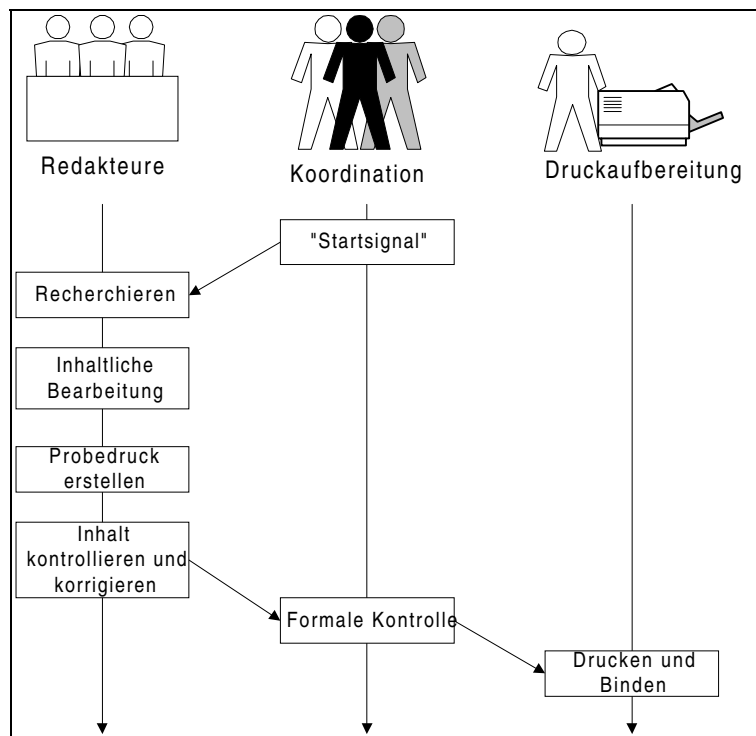 Redakteure
Koordination
Druckaufbereitung
"Startsignal"
Recherchieren
Inhaltliche
Bearbeitung
Probedruck
erstellen
Inhalt
kontrollieren und
korrigieren
Formale Kontrolle
Drucken und
Binden